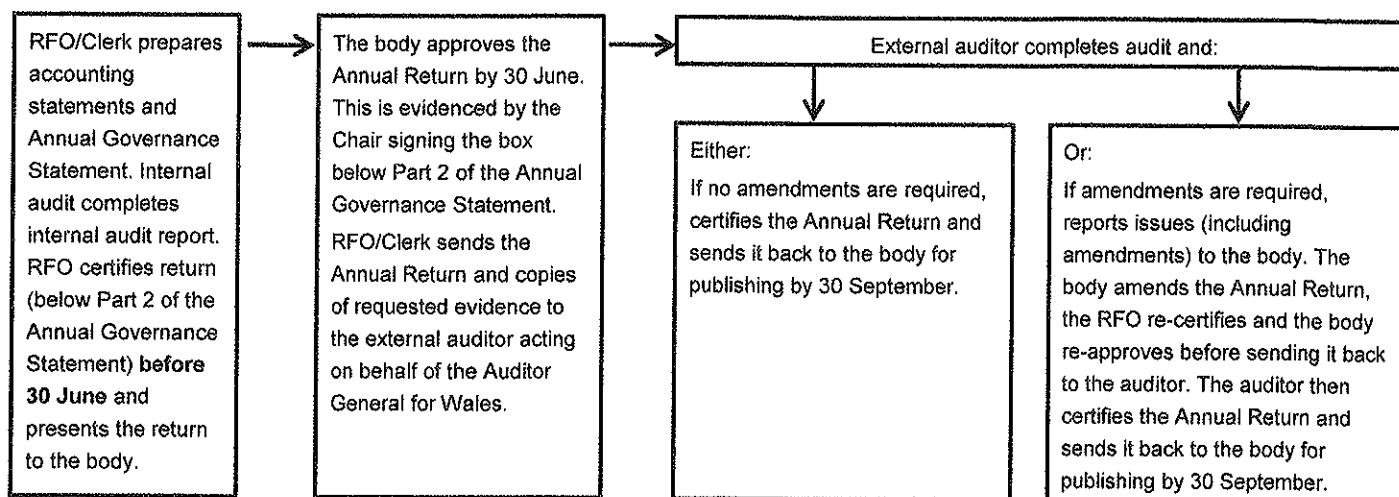 RFO/Clerk prepares
accounting
statements and
Annual Governance
Statement. Internal
audit completes
internal audit report.
RFO certifies return
(below Part 2 of the
Annual Governance
Statement) before
30 June and
presents the return
to the body.
The body approves the
Annual Return by 30 June.
This is evidenced by the
Chair signing the box
below Part 2 of the Annual
Governance Statement.
RFO/Clerk sends the
Annual Return and copies
of requested evidence to
the external auditor acting
on behalf of the Auditor
General for Wales.
External auditor completes audit and:
Either:
If no amendments are required,
certifies the Annual Return and
sends it back to the body for
publishing by 30 September.
Or:
If amendments are required,
reports issues (including
amendments) to the body. The
body amends the Annual Return,
the RFO re-certifies and the body
re-approves before sending it back
to the auditor. The auditor then
certifies the Annual Return and
sends it back to the body for
publishing by 30 September.